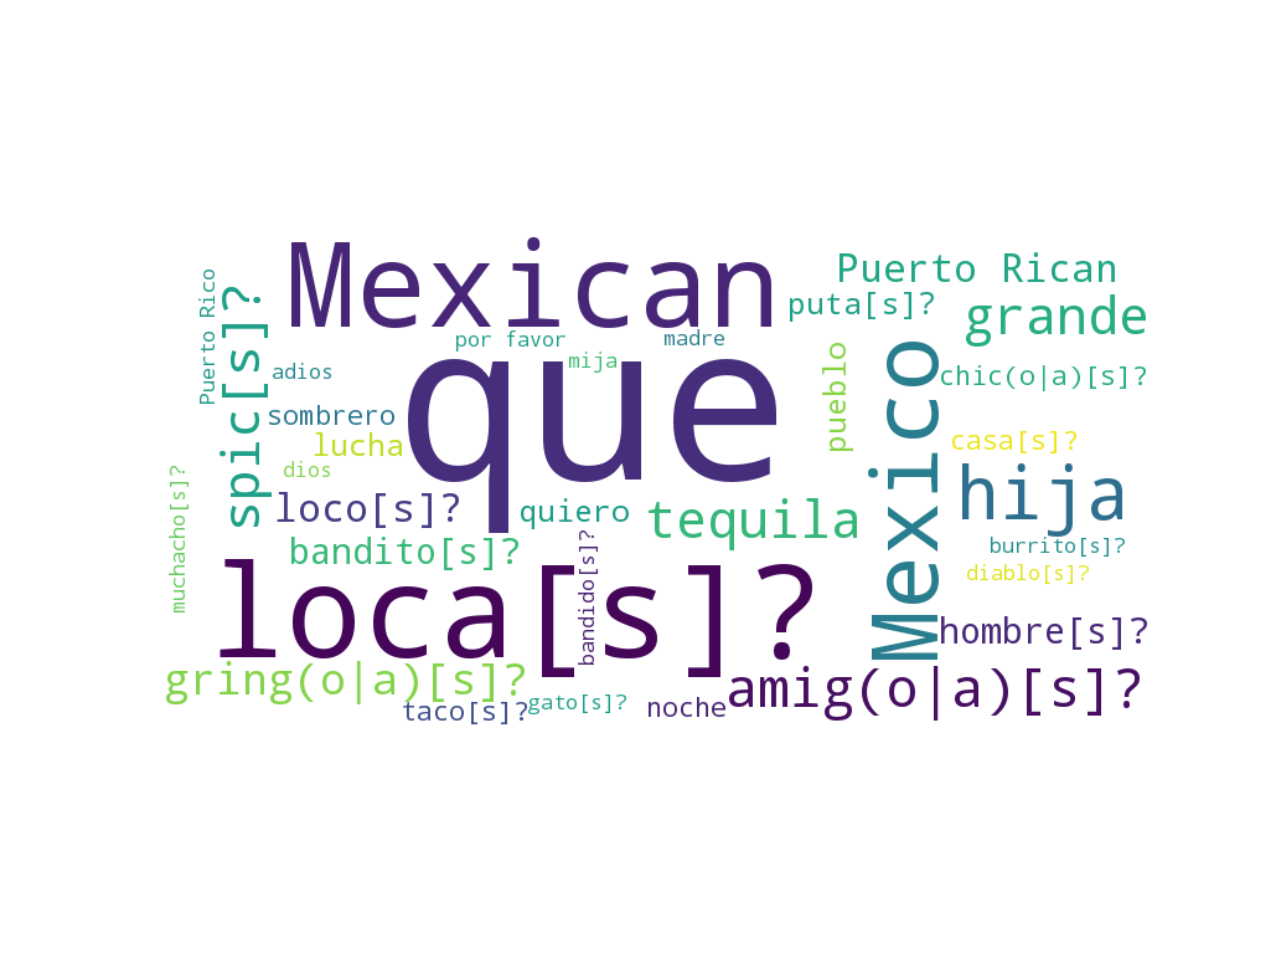 Mexican
Puerto Rican
puta[s]?
grande
Puerto Rico
spic[s]?
por favor
madre
mija
adios
que
pueblo
Mexico
chic(o|a)[s]?
sombrero
lucha
casa[s]?
dios
muchacho[s]?
loco[s]?
quiero
tequila
hija
bandito[s]?
bandido[s]?
burrito[s]?
diablo[s]?
loca[s]?
hombre[s]?
gring(o|a)[s]?
amig(o|a)[s]?
taco[s]?
gato[s]?
noche